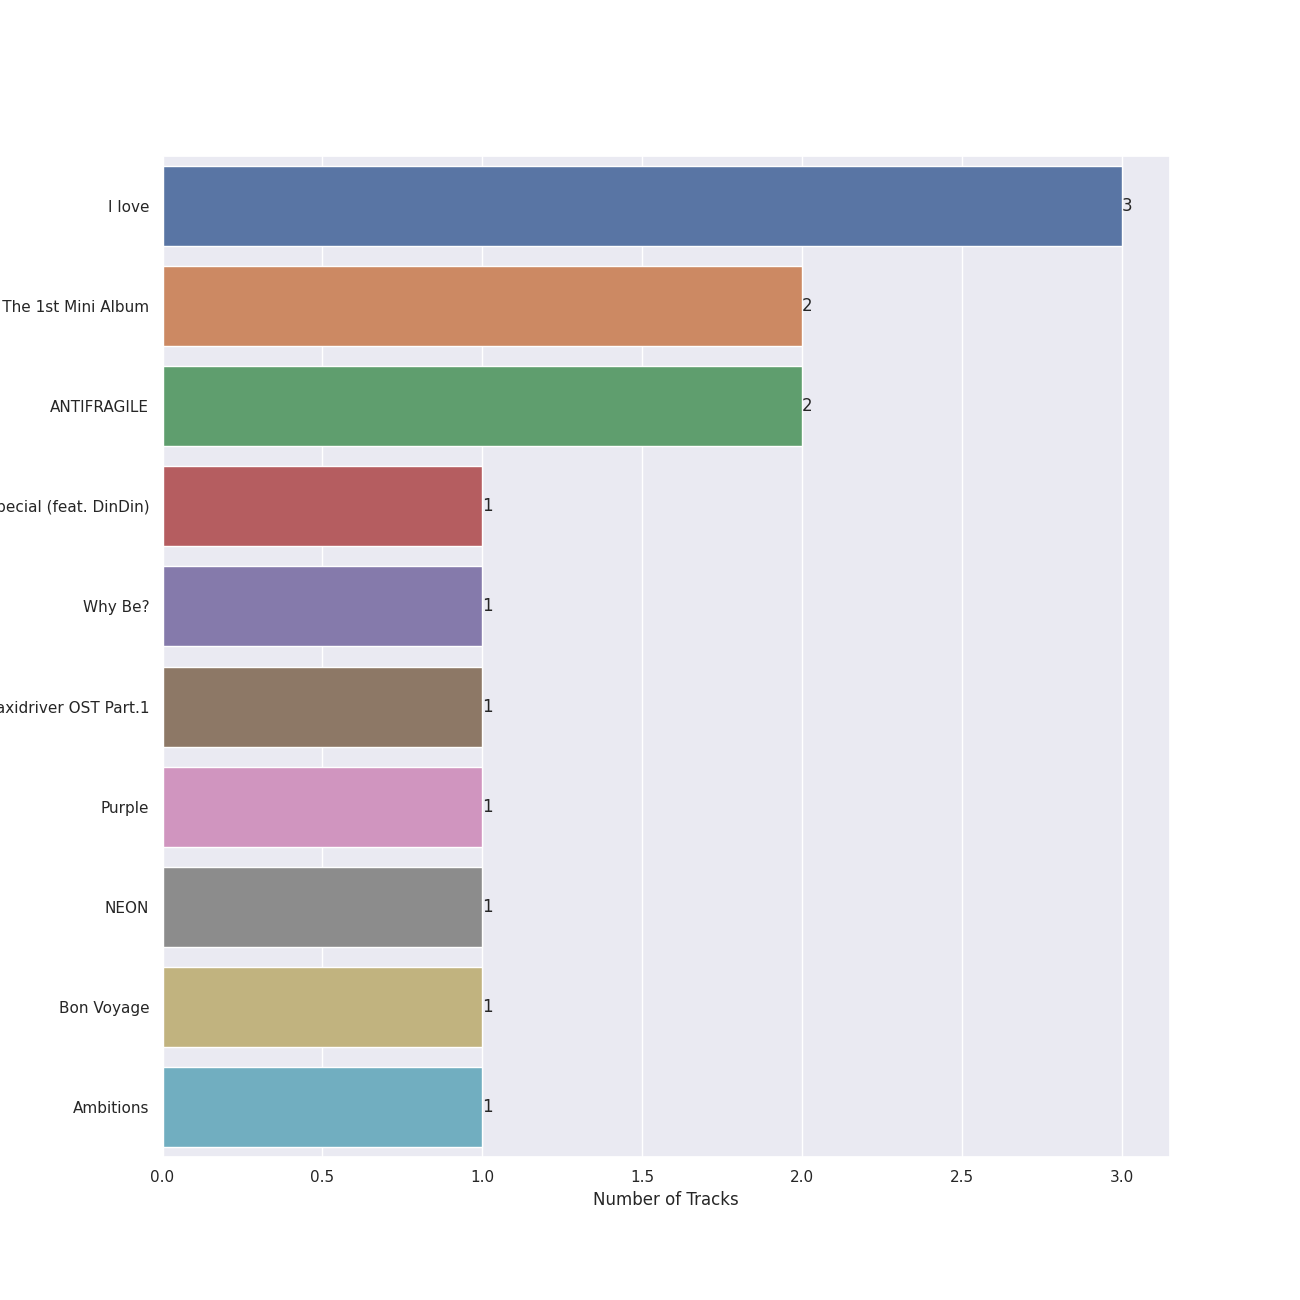 I love
3
The 1st Mini Album
2
ANTIFRAGILE
2
(feat. DinDin)
1
Why Be?
1
OST Part.1
1
Purple
1
NEON
1
Bon Voyage
1
Ambitions
1
0.0 0.5 1.0 1.5 2.0 2.5 3.0
Number of Tracks